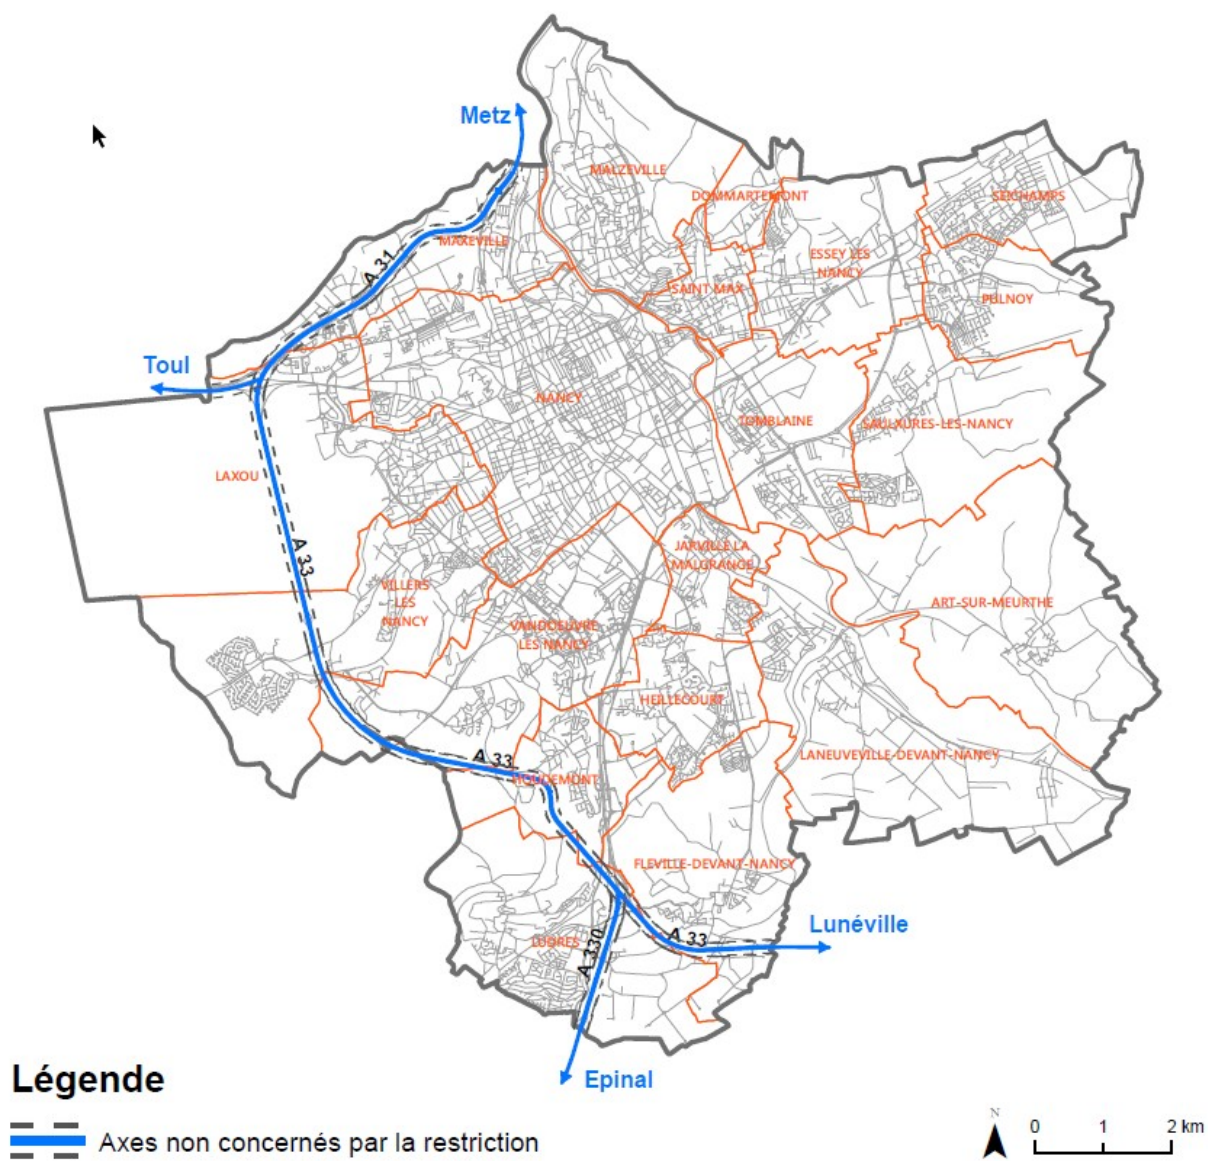 Metz
MALZEVILLE
DOMMARTEMONT
SEICHAMPS
MAXEVILLE
A 31
ESSEY LES
NANCY
SAINT MAX
PULNOY
Toul
NANCY
TOMBLAINE
SAULXURES-LES-NANCY
LAXOU
A 33
JARVILLE LA
MALGRANGE
VILLERS
LES
NANCY
ART-SUR-MEURTHE
VANDOEUVRE
LES NANCY
HEILLECOURT
A 33
HOUDEMONT
LANEUVEVILLE-DEVANT-NANCY
FLEVILLE-DEVANT-NANCY
Lunéville
LUDRES
A 330
A 33
Epinal
Légende
Axes non concernés par la restriction
N
0 1 2 km